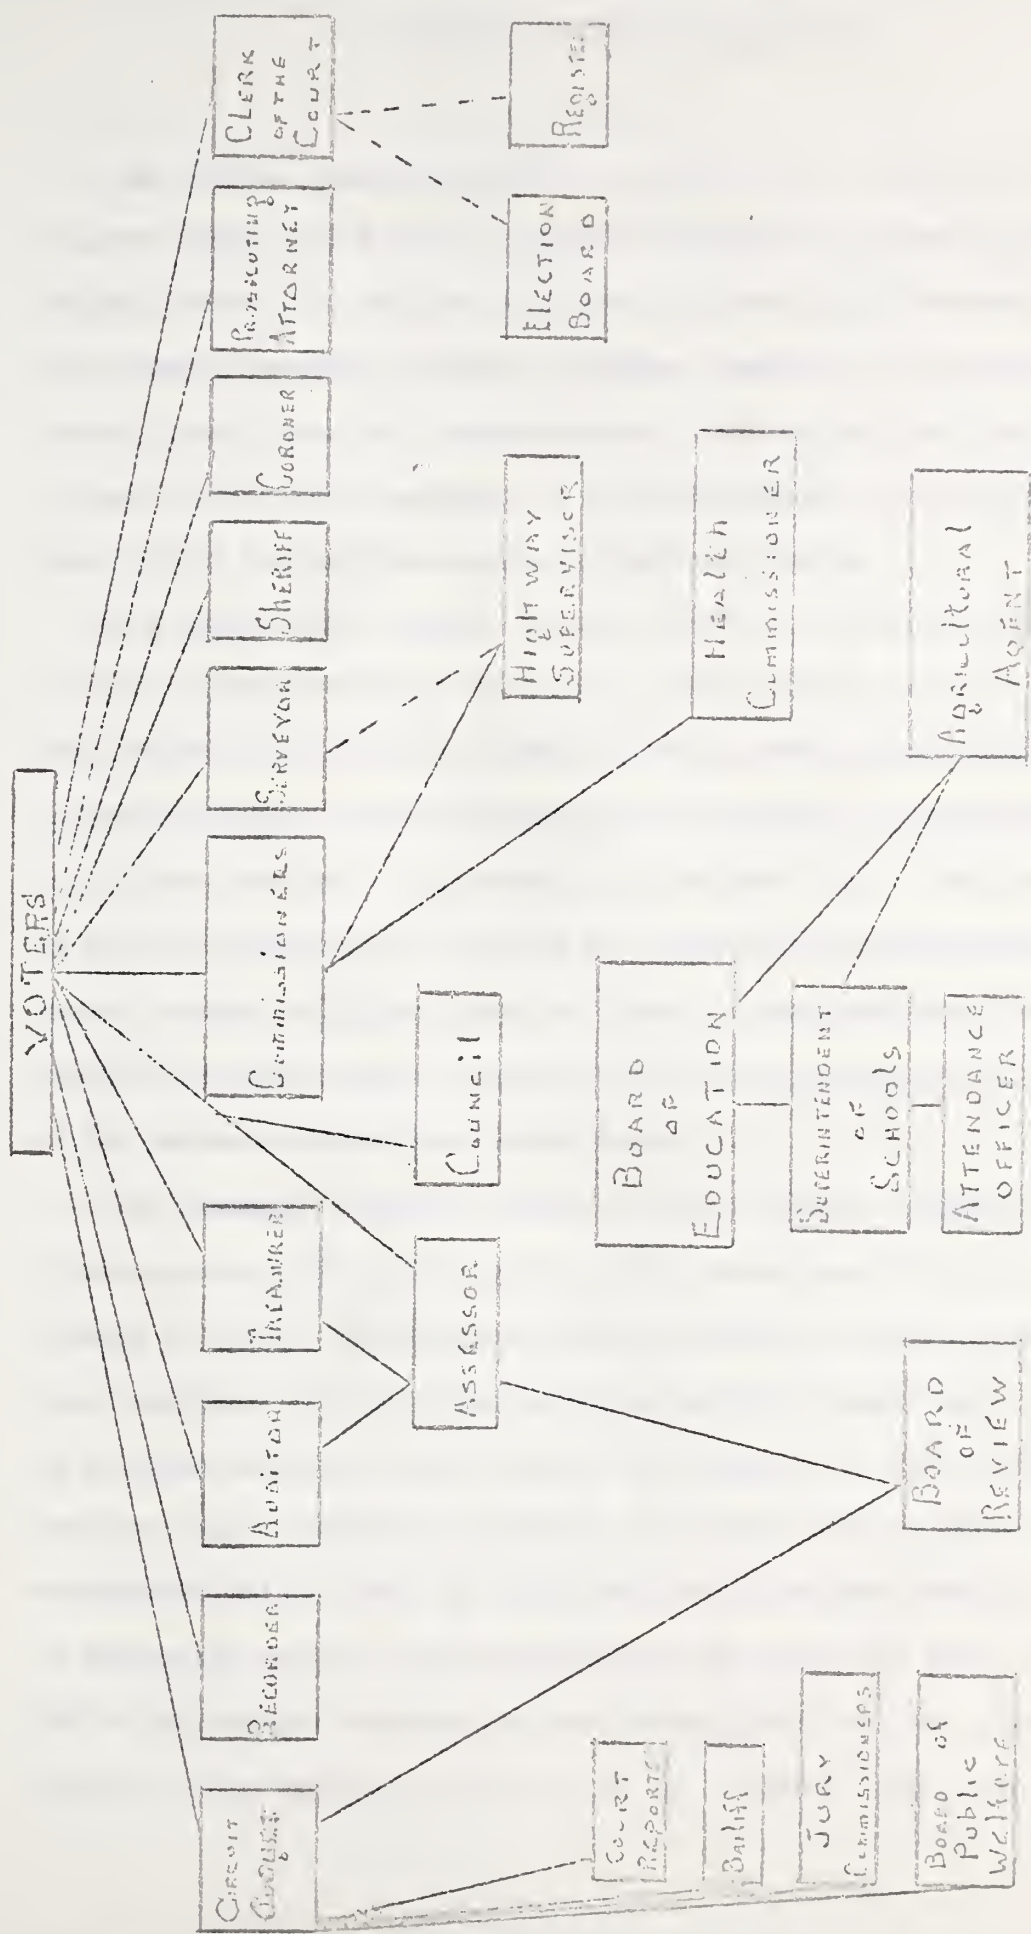 VOTERS
CIRCUIT
COURT
RECORDER
AUDITOR
TREASURER
COMMISSIONERS
SURVEYOR
SHERIFF
CORONER
PROSECUTING
ATTORNEY
CLERK
OF THE
COURT
ASSESSOR
COUNCIL
HIGHWAY
SUPERVISOR
ELECTION
BOARD
COURT
REPORTER
BAILIFF
JURY
COMMISSIONERS
BOARD OF
PUBLIC
WELFARE.
BOARD
OF
REVIEW
BOARD
OF
EDUCATION
SUPERINTENDENT
OF
SCHOOLS
ATTENDANCE
OFFICER
HEALTH
COMMISSIONER
AGRICULTURAL
AGENT